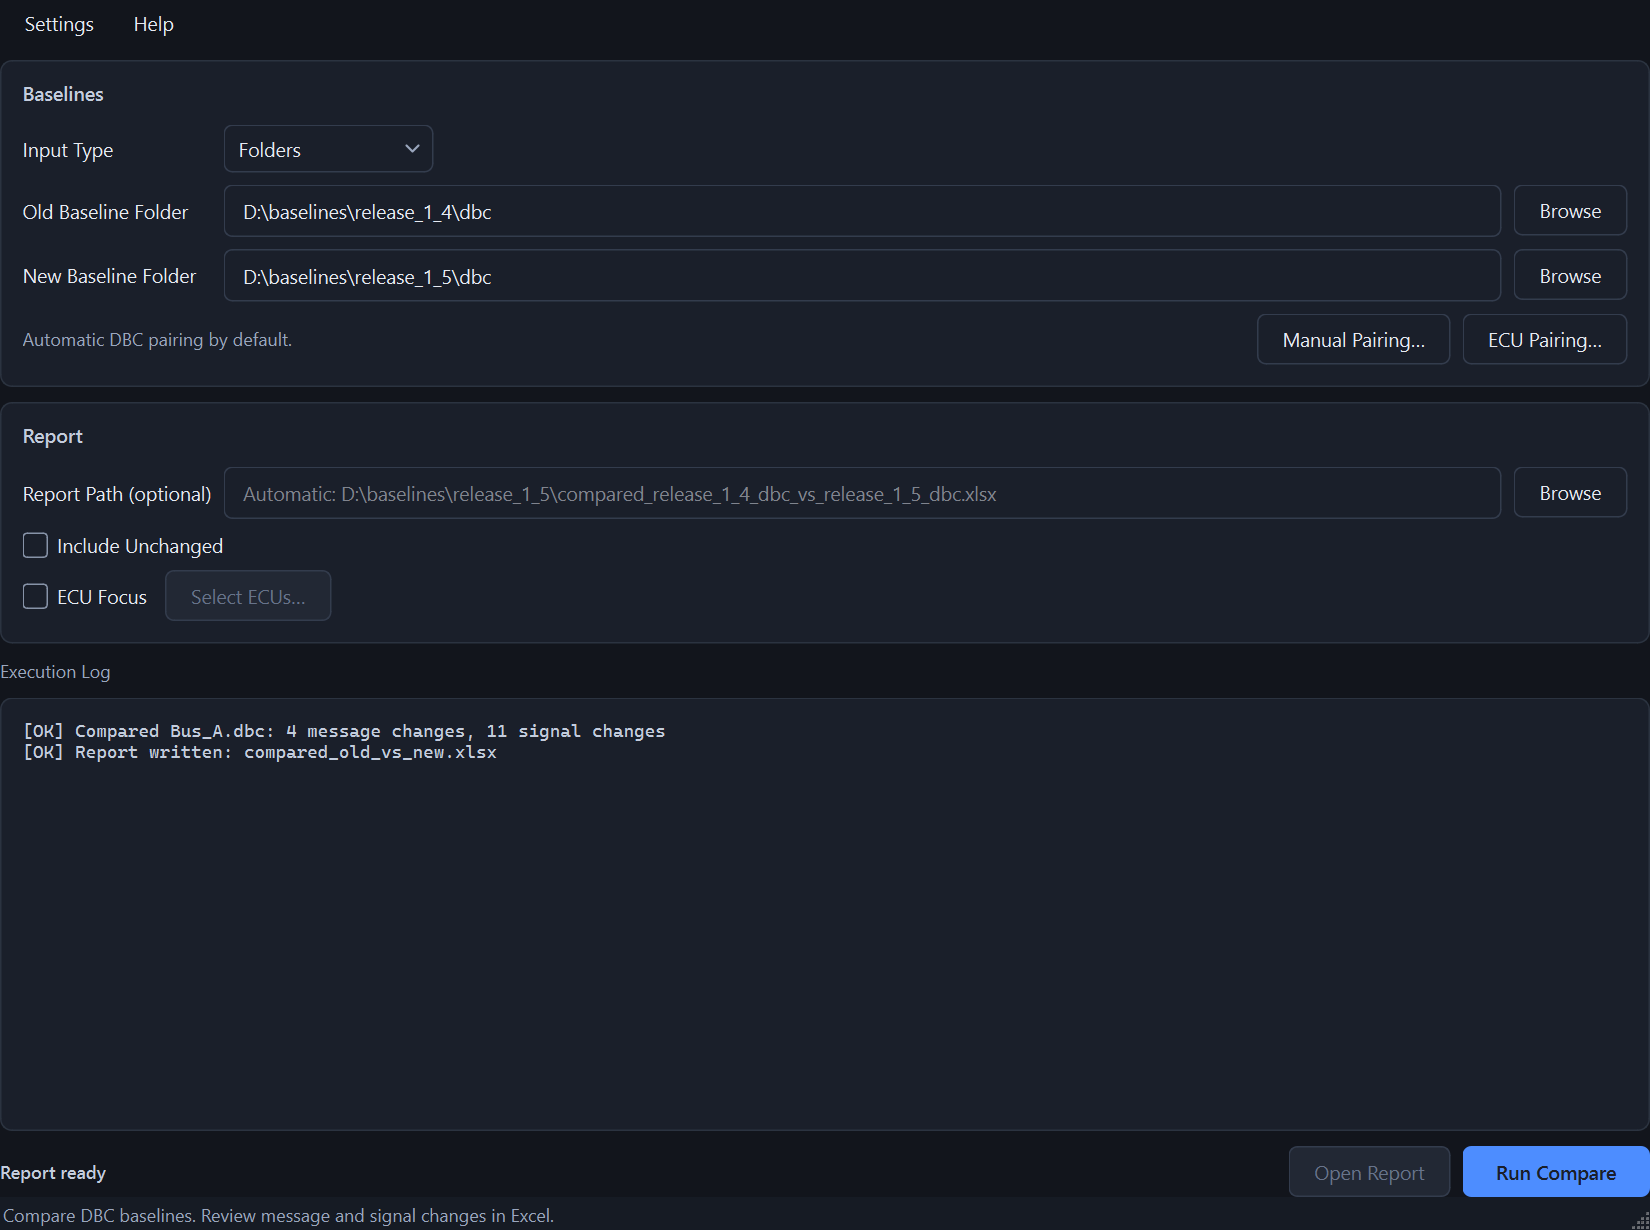 Settings Help
Baselines
Input Type Folders
Old Baseline Folder D:\baselines\release_1_4\dbc Browse
New Baseline Folder D:\baselines\release_1_5\dbc Browse
Automatic DBC pairing by default. Manual Pairing... ECU Pairing...
Report
Report Path (optional) Automatic: D:\baselines\release_1_5\compared_release_1_4_dbc_vs_release_1_5_dbc.xlsx Browse
Include Unchanged
ECU Focus Select ECUs...
Execution Log
[OK] Compared Bus_A.dbc: 4 message changes, 11 signal changes
[OK] Report written: compared_old_vs_new.xlsx
Report ready Open Report Run Compare
Compare DBC baselines. Review message and signal changes in Excel.